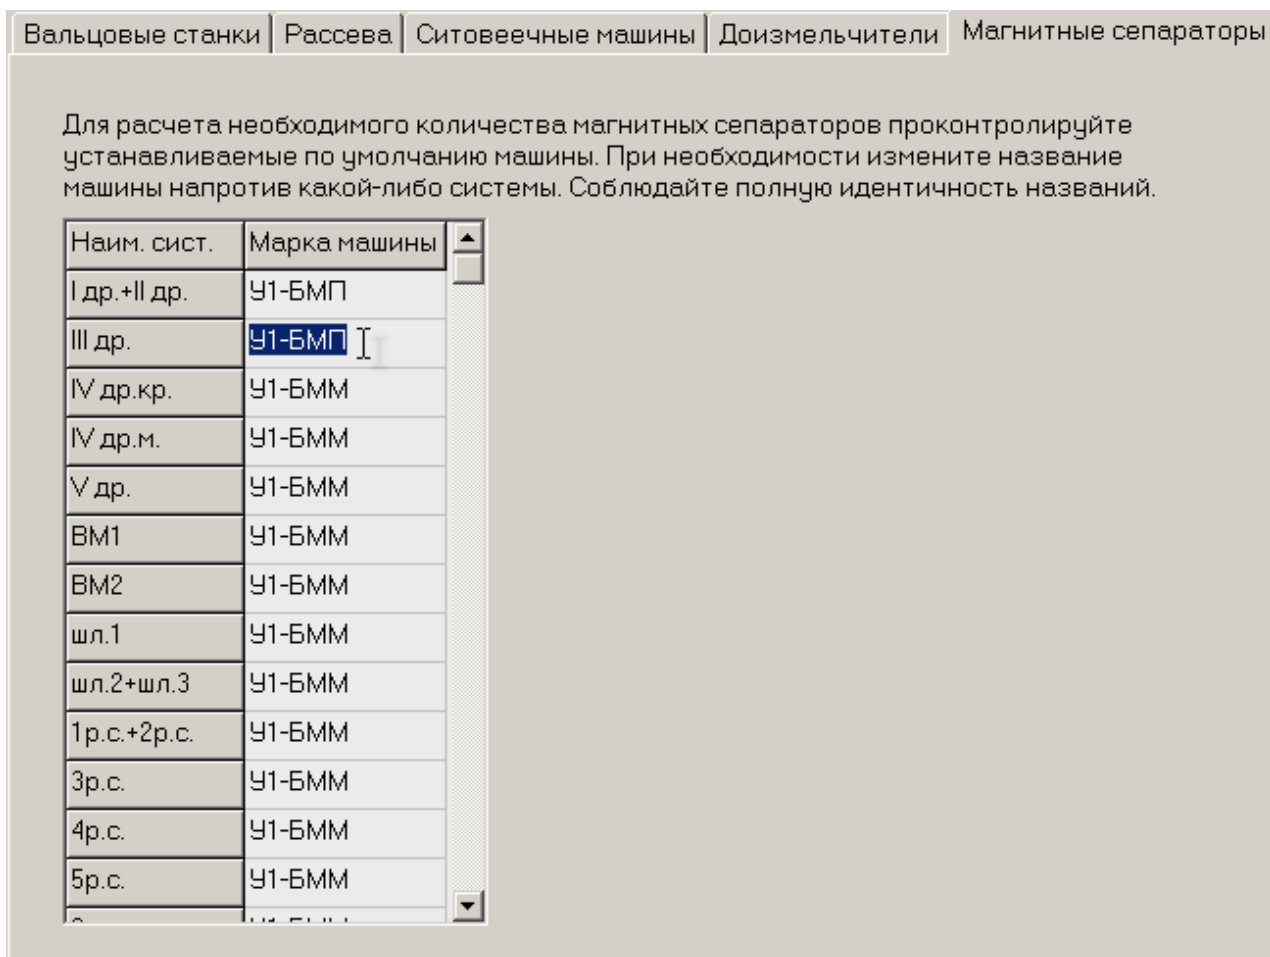 Вальцовые станки Рассева Ситовеечные машины Доизмельчители Магнитные сепараторы
Для расчета необходимого количества магнитных сепараторов проконтролируйте
устанавливаемые по умолчанию машины. При необходимости измените название
машины напротив какой-либо системы. Соблюдайте полную идентичность названий.
Наим. сист. Марка машины
I др.+II др. У1-БМП
III др. У1-БМП
IV др.кр. У1-БММ
IV др.м. У1-БММ
V др. У1-БММ
ВМ1 У1-БММ
ВМ2 У1-БММ
шл.1 У1-БММ
шл.2+шл.3 У1-БММ
1р.с.+2р.с. У1-БММ
3р.с. У1-БММ
4р.с. У1-БММ
5р.с. У1-БММ